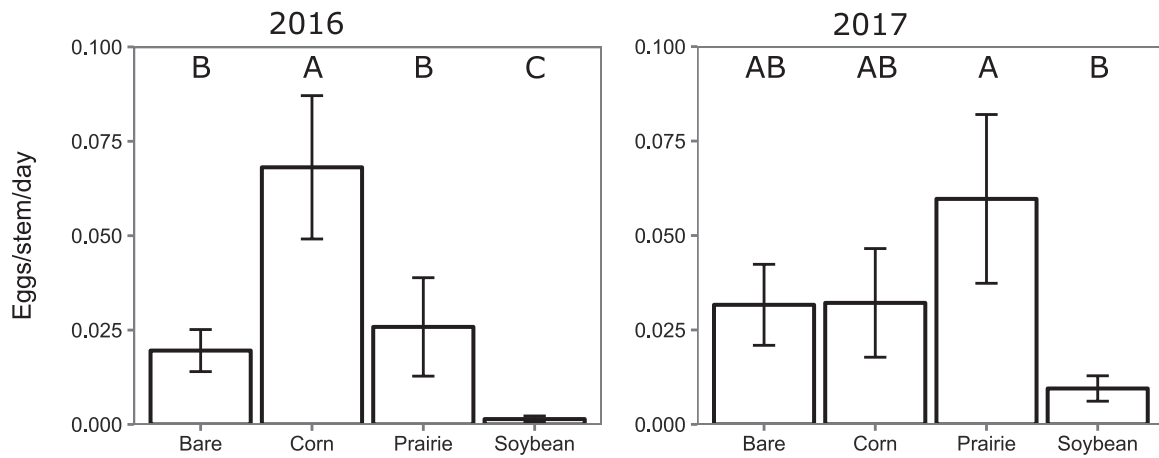 2016
2017
Eggs/stem/day
0.100
0.075
0.050
0.025
0.000
B A B C
Bare Corn Prairie Soybean
0.100
0.075
0.050
0.025
0.000
AB AB A B
Bare Corn Prairie Soybean